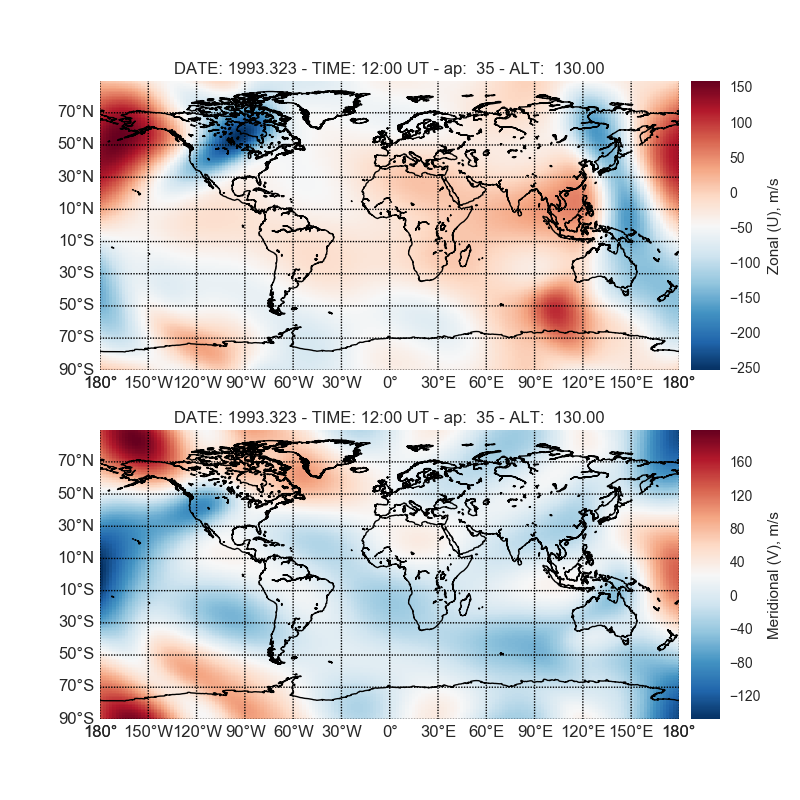 DATE: 1993.323 - TIME: 12:00 UT - ap:  35 - ALT:  130.00
70°N
50°N
30°N
10°N
10°S
30°S
50°S
70°S
90°S
180° 150°W 120°W 90°W 60°W 30°W 0° 30°E 60°E 90°E 120°E 150°E 180°
150
100
50
0
−50
−100
−150
−200
−250
Zonal (U), m/s
DATE: 1993.323 - TIME: 12:00 UT - ap:  35 - ALT:  130.00
70°N
50°N
30°N
10°N
10°S
30°S
50°S
70°S
90°S
180° 150°W 120°W 90°W 60°W 30°W 0° 30°E 60°E 90°E 120°E 150°E 180°
160
120
80
40
0
−40
−80
−120
Meridional (V), m/s